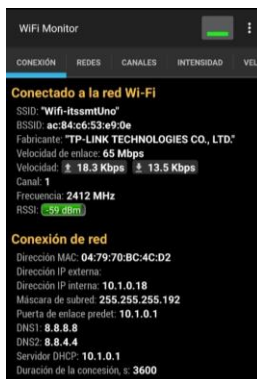 WiFi Monitor
CONEXIÓN REDES CANALES INTENSIDAD VEL
Conectado a la red Wi-Fi
SSID: "Wifi-itssmtUno"
BSSID: ac:84:c6:53:e9:0e
Fabricante: "TP-LINK TECHNOLOGIES CO., LTD."
Velocidad de enlace: 65 Mbps
Velocidad: 18.3 Kbps 13.5 Kbps
Canal: 1
Frecuencia: 2412 MHz
RSSI: -59 dBm
Conexión de red
Dirección MAC: 04:79:70:BC:4C:D2
Dirección IP externa:
Dirección IP interna: 10.1.0.18
Máscara de subred: 255.255.255.192
Puerta de enlace predet: 10.1.0.1
DNS1: 8.8.8.8
DNS2: 8.8.4.4
Servidor DHCP: 10.1.0.1
Duración de la concesión, s: 3600